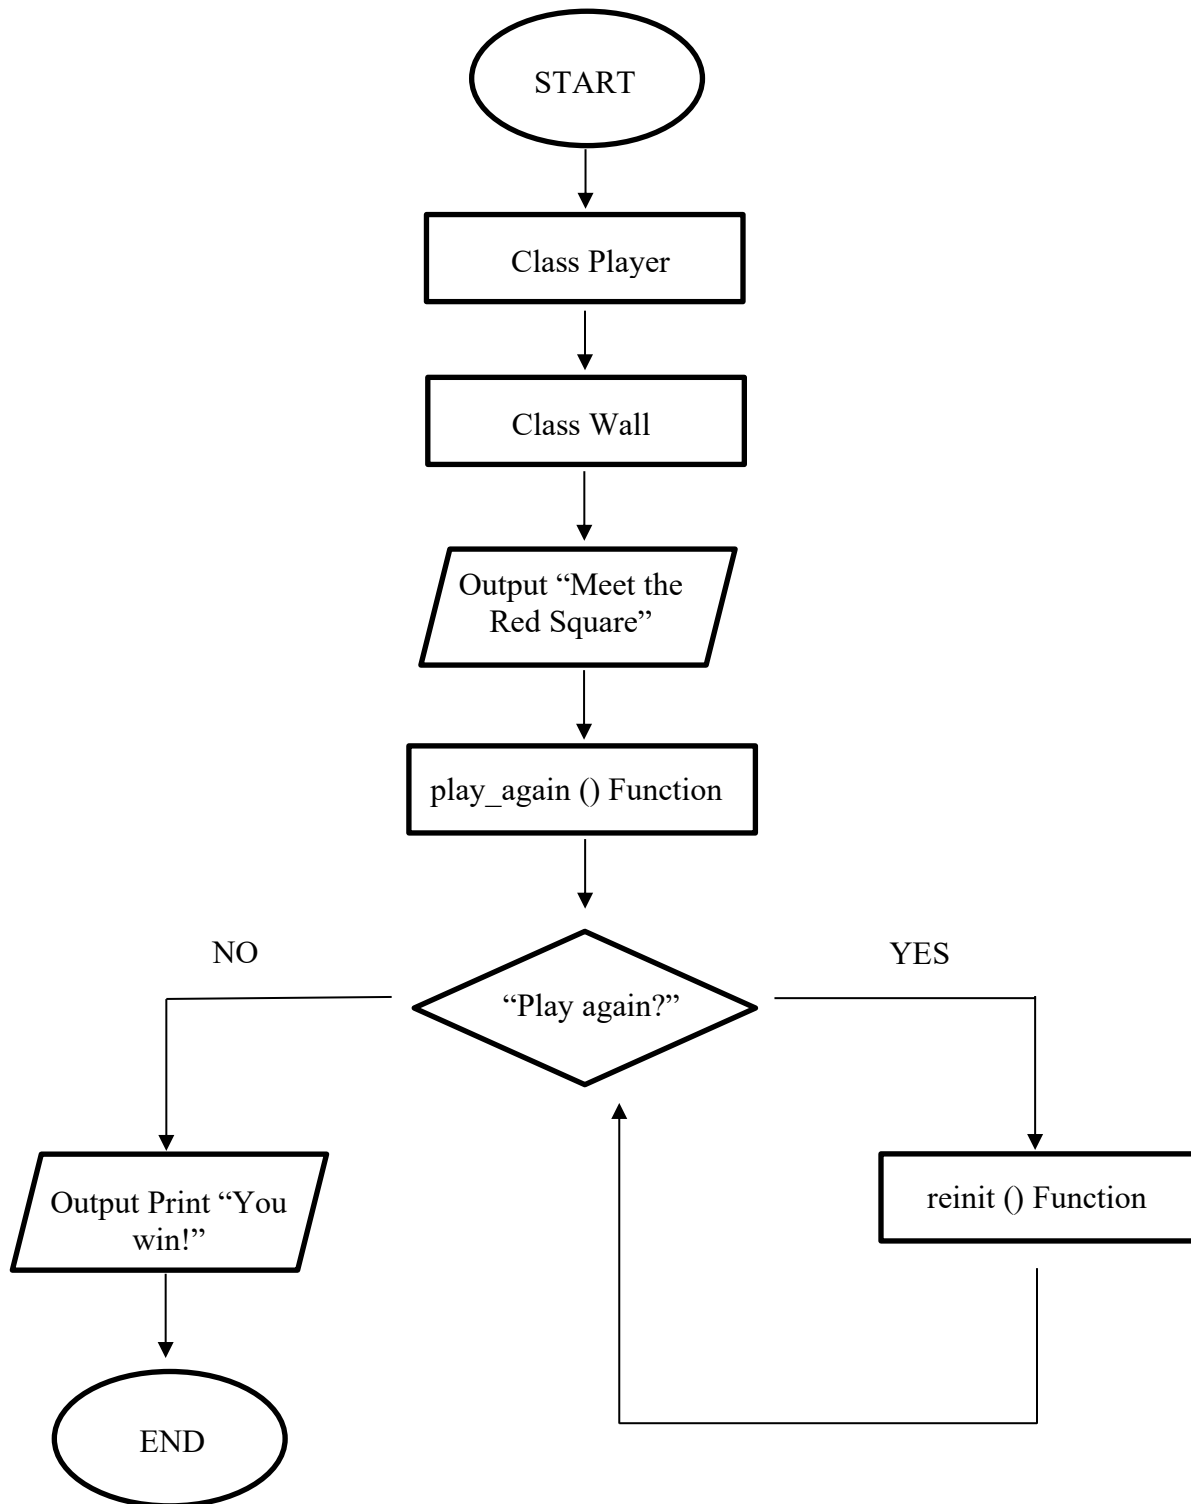 START
Class Player
Class Wall
Output “Meet the
Red Square”
play_again () Function
NO
YES
“Play again?”
Output Print “You
win!”
reinit () Function
END